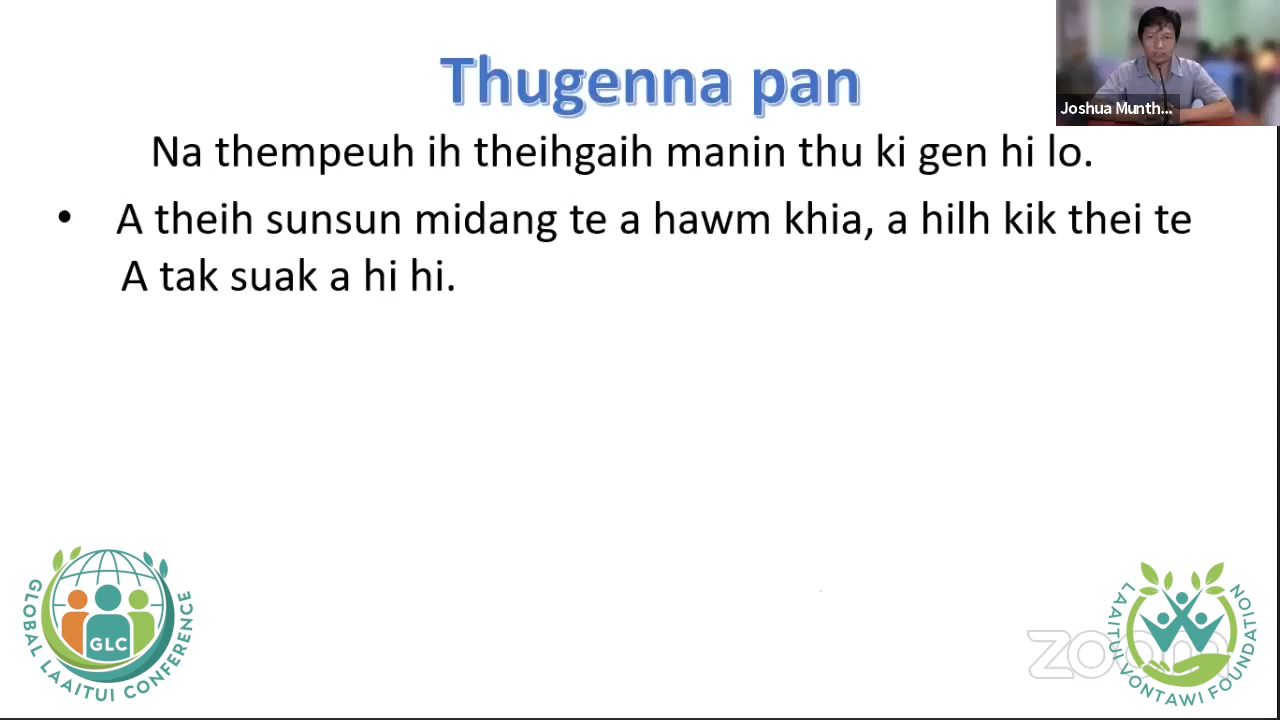 Thugenna pan
Joshua Munth...
Na thempeuh ih theihgaih manin thu ki gen hi lo.
• A theih sunsun midang te a hawm khia, a hilh kik thei te
A tak suak a hi hi.
GLC
GLOBAL LAAITUI CONFERENCE
LAAITUI VONTAWI FOUNDATION
zoom